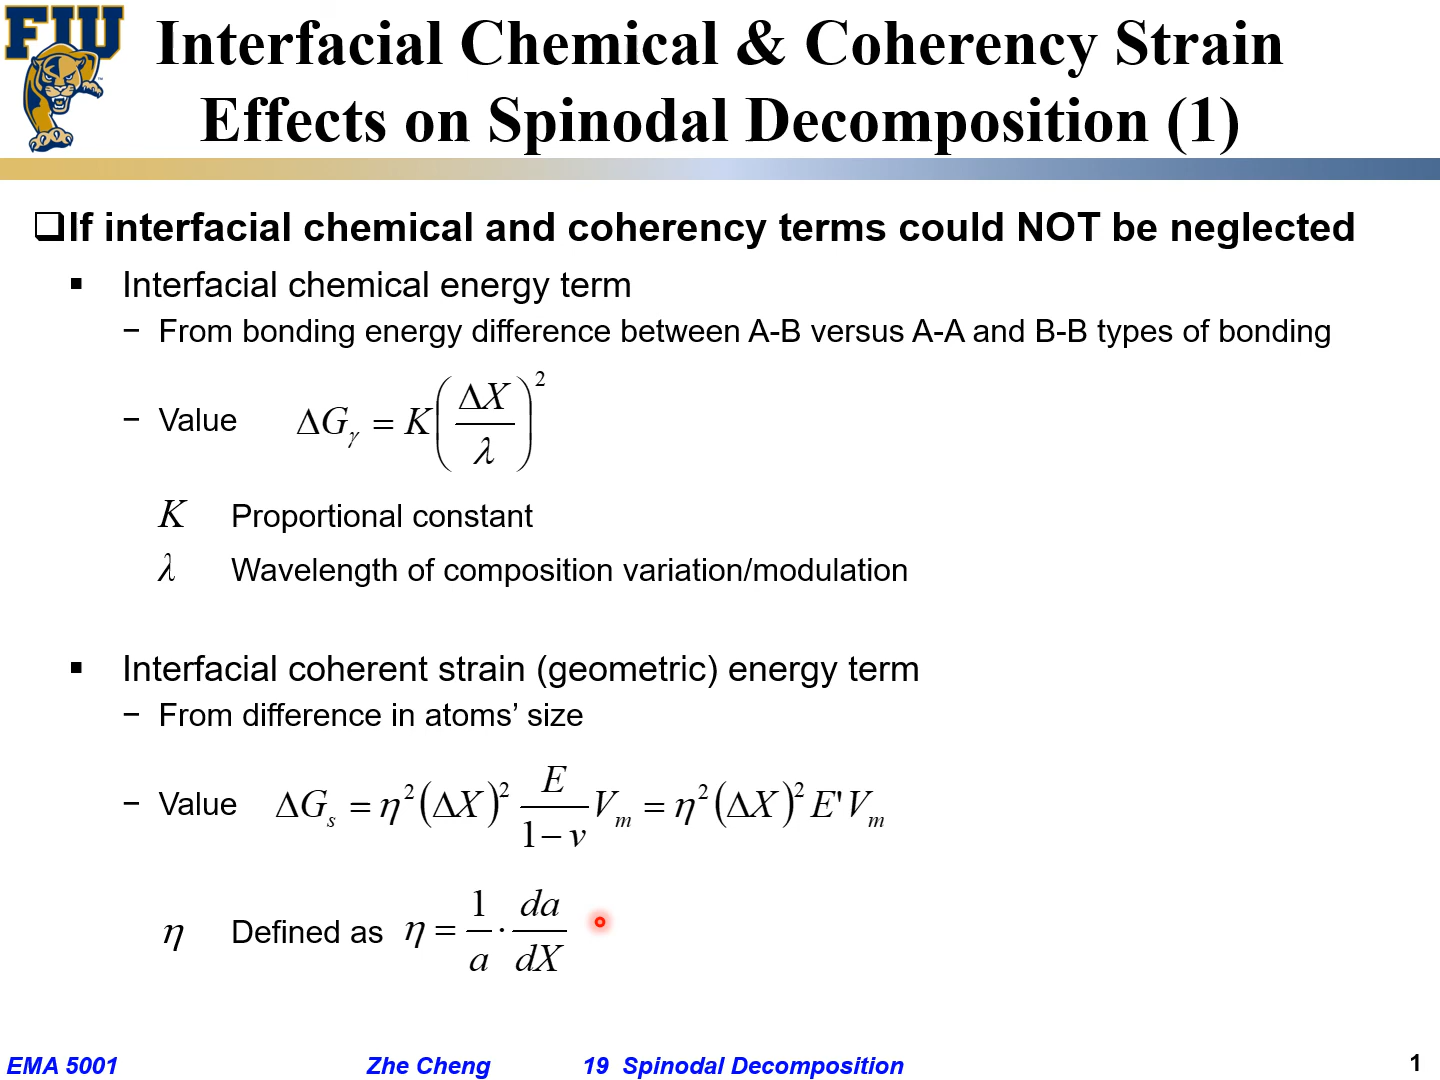 FIU
Interfacial Chemical & Coherency Strain
Effects on Spinodal Decomposition (1)
❑If interfacial chemical and coherency terms could NOT be neglected
▪ Interfacial chemical energy term
− From bonding energy difference between A-A versus A-A and B-B types of bonding
− Value ΔG_γ = K(ΔX/λ)^2
K Proportional constant
λ Wavelength of composition variation/modulation
▪ Interfacial coherent strain (geometric) energy term
− From difference in atoms’ size
− Value ΔG_s = η^2(ΔX)^2 E/(1−ν) V_m = η^2(ΔX)^2 E'V_m
η Defined as η = 1/a · da/dX
EMA 5001 Zhe Cheng 19 Spinodal Decomposition 1